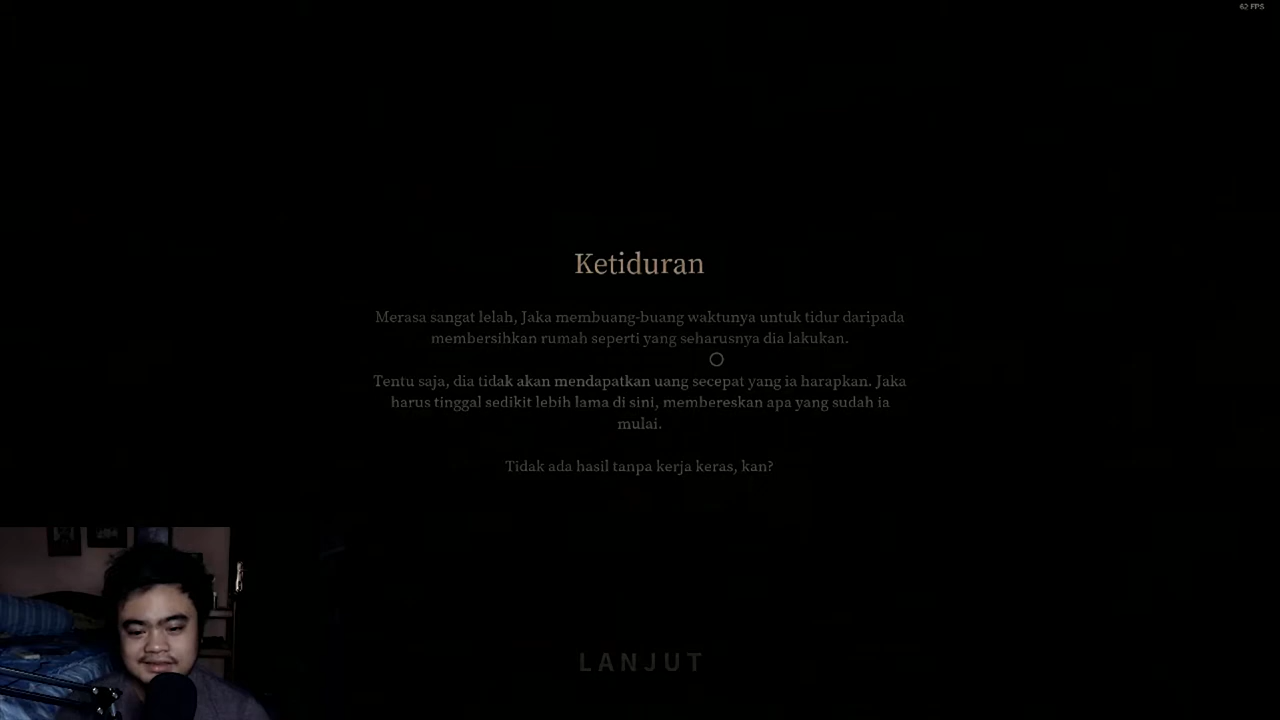 62 FPS
Ketiduran
Merasa sangat lelah, Jaka membuang-buang waktunya untuk tidur daripada
membersihkan rumah seperti yang seharusnya dia lakukan.
Tentu saja, dia tidak akan mendapatkan uang secepat yang ia harapkan. Jaka
harus tinggal sedikit lebih lama di sini, membereskan apa yang sudah ia
mulai.
Tidak ada hasil tanpa kerja keras, kan?
LANJUT